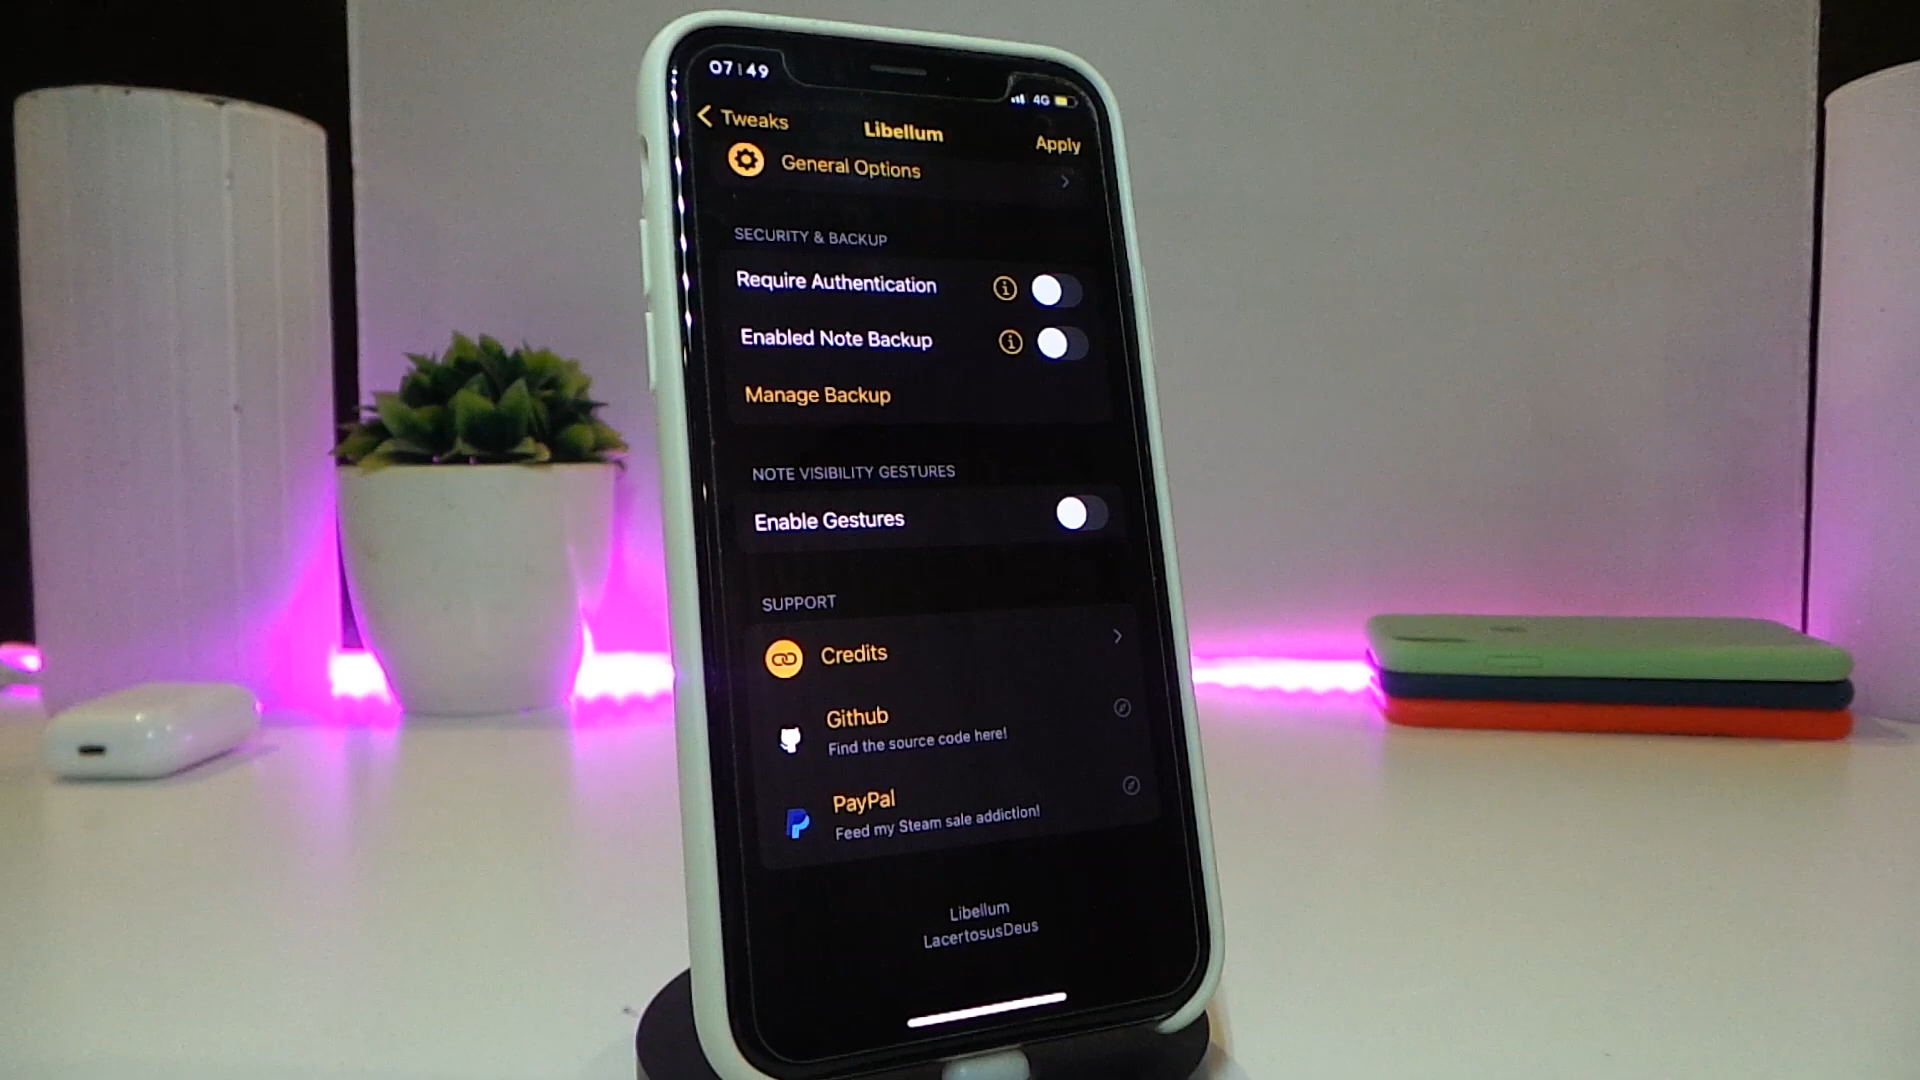 07:49
4G
Tweaks
Libellum
Apply
General Options
SECURITY & BACKUP
Require Authentication
Enabled Note Backup
Manage Backup
NOTE VISIBILITY GESTURES
Enable Gestures
SUPPORT
Credits
Github
Find the source code here!
PayPal
Feed my Steam sale addiction!
Libellum
LacertosusDeus